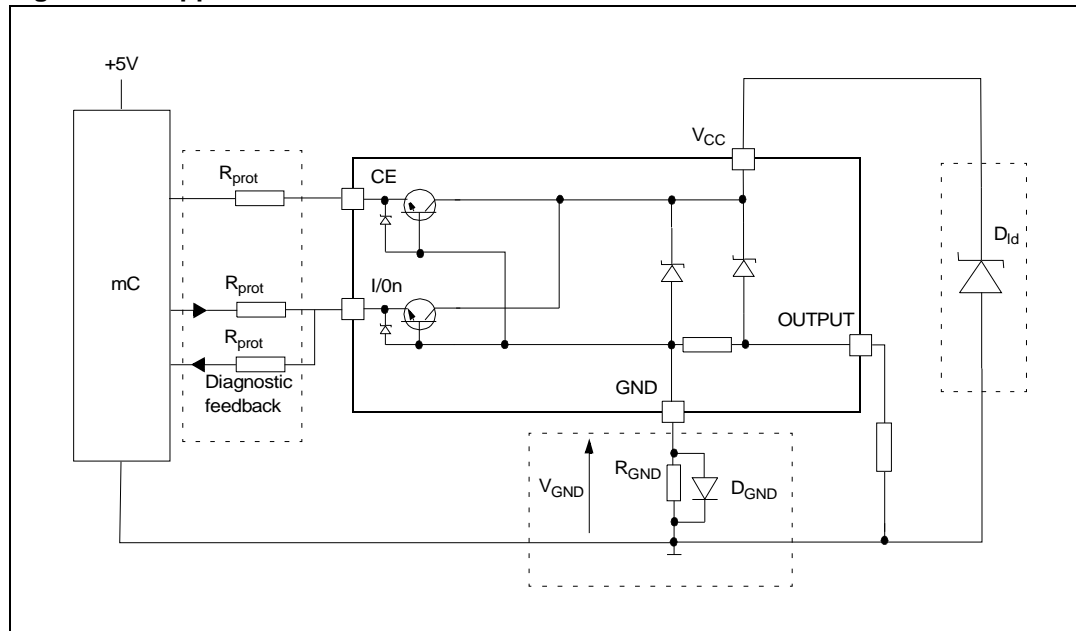 +5V
VCC
Rprot
CE
Dld
mC
Rprot
I/0n
Rprot
OUTPUT
Diagnostic
feedback
GND
RGND
VGND
DGND